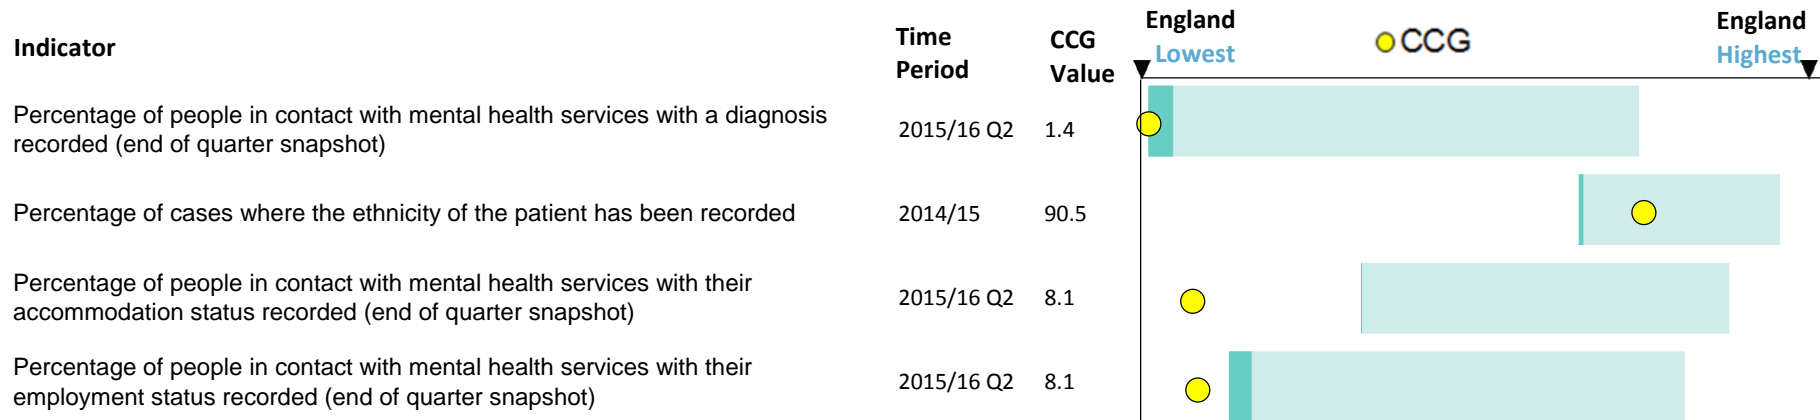 Indicator
Time Period
CCG Value
England Lowest
CCG
England Highest
Percentage of people in contact with mental health services with a diagnosis
recorded (end of quarter snapshot)
2015/16 Q2
1.4
Percentage of cases where the ethnicity of the patient has been recorded
2014/15
90.5
Percentage of people in contact with mental health services with their
accommodation status recorded (end of quarter snapshot)
2015/16 Q2
8.1
Percentage of people in contact with mental health services with their
employment status recorded (end of quarter snapshot)
2015/16 Q2
8.1